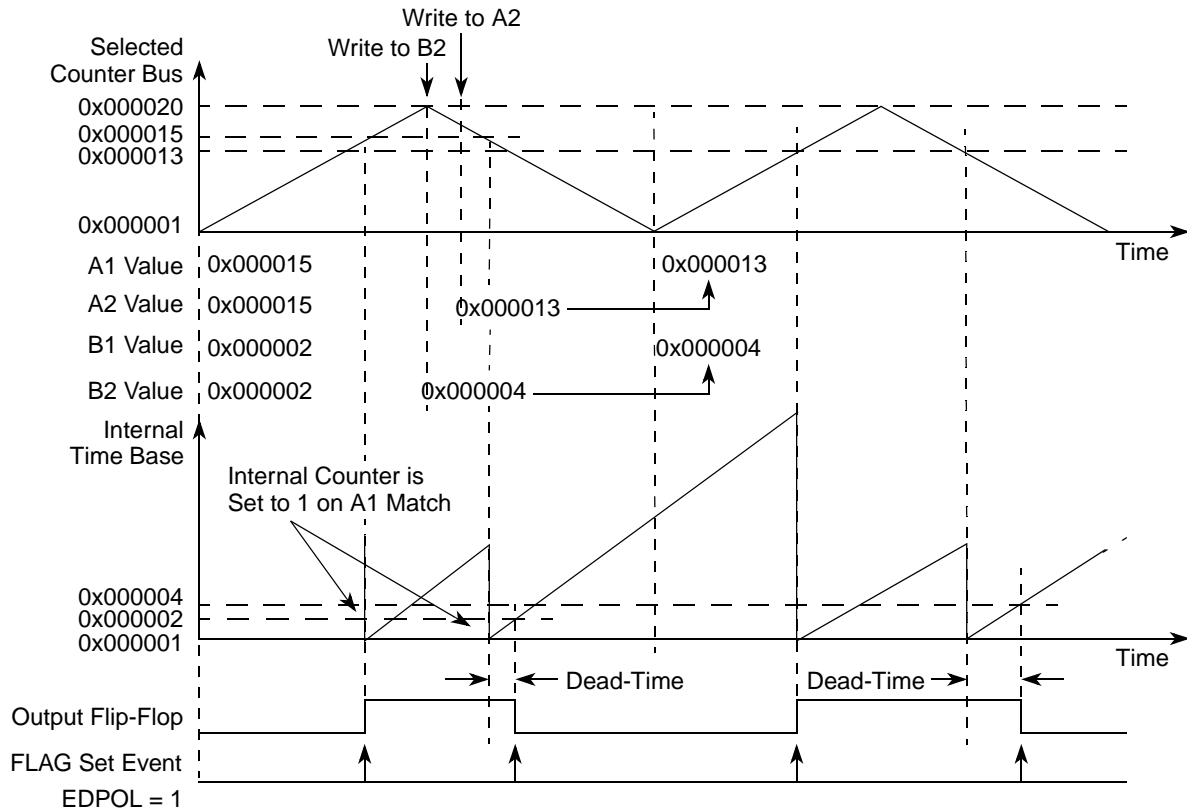 Write to A2
Write to B2
Selected
Counter Bus
0x000020
0x000015
0x000013
0x000001
Time
A1 Value 0x000015 0x000013
A2 Value 0x000015 0x000013
B1 Value 0x000002 0x000004
B2 Value 0x000002 0x000004
Internal
Time Base
Internal Counter is
Set to 1 on A1 Match
0x000004
0x000002
0x000001
Time
Dead-Time Dead-Time
Output Flip-Flop
FLAG Set Event
EDPOL = 1